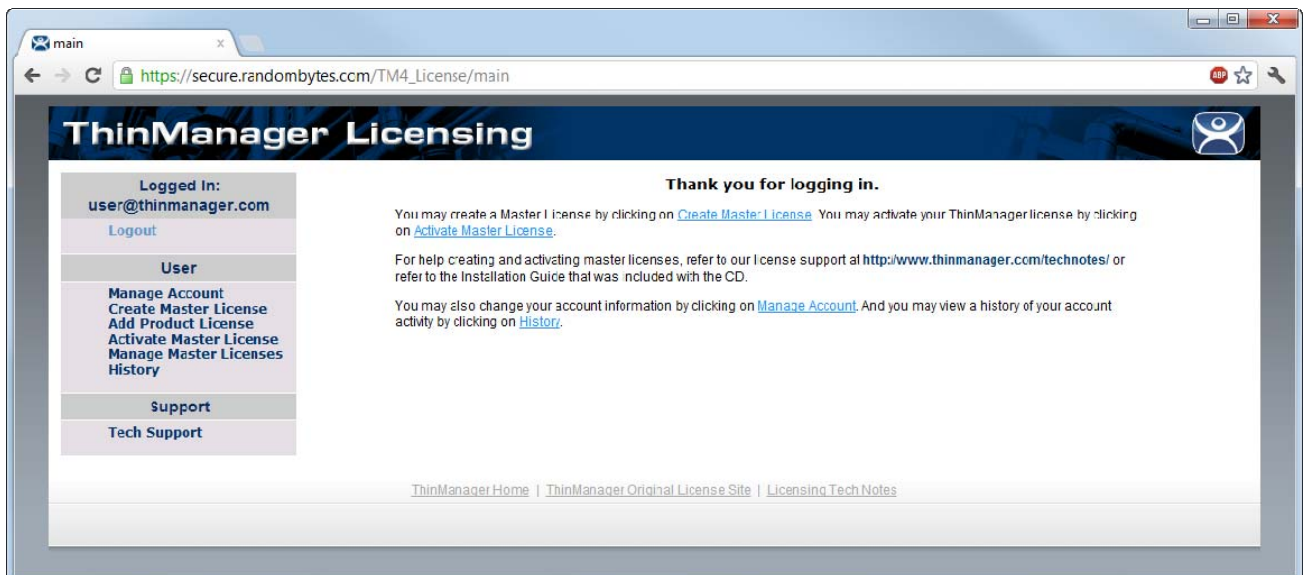 main
https://secure.randombytes.com/TM4_License/main
ABP
ThinManager Licensing
Logged In:
user@thinmanager.com
Logout
User
Manage Account
Create Master License
Add Product License
Activate Master License
Manage Master Licenses
History
Support
Tech Support
Thank you for logging in.
You may create a Master License by clicking on Create Master License. You may activate your ThinManager license by clicking
on Activate Master License.
For help creating and activating master licenses, refer to our license support at http://www.thinmanager.com/technotes/ or
refer to the Installation Guide that was included with the CD.
You may also change your account information by clicking on Manage Account. And you may view a history of your account
activity by clicking on History.
ThinManager Home | ThinManager Original License Site | Licensing Tech Notes